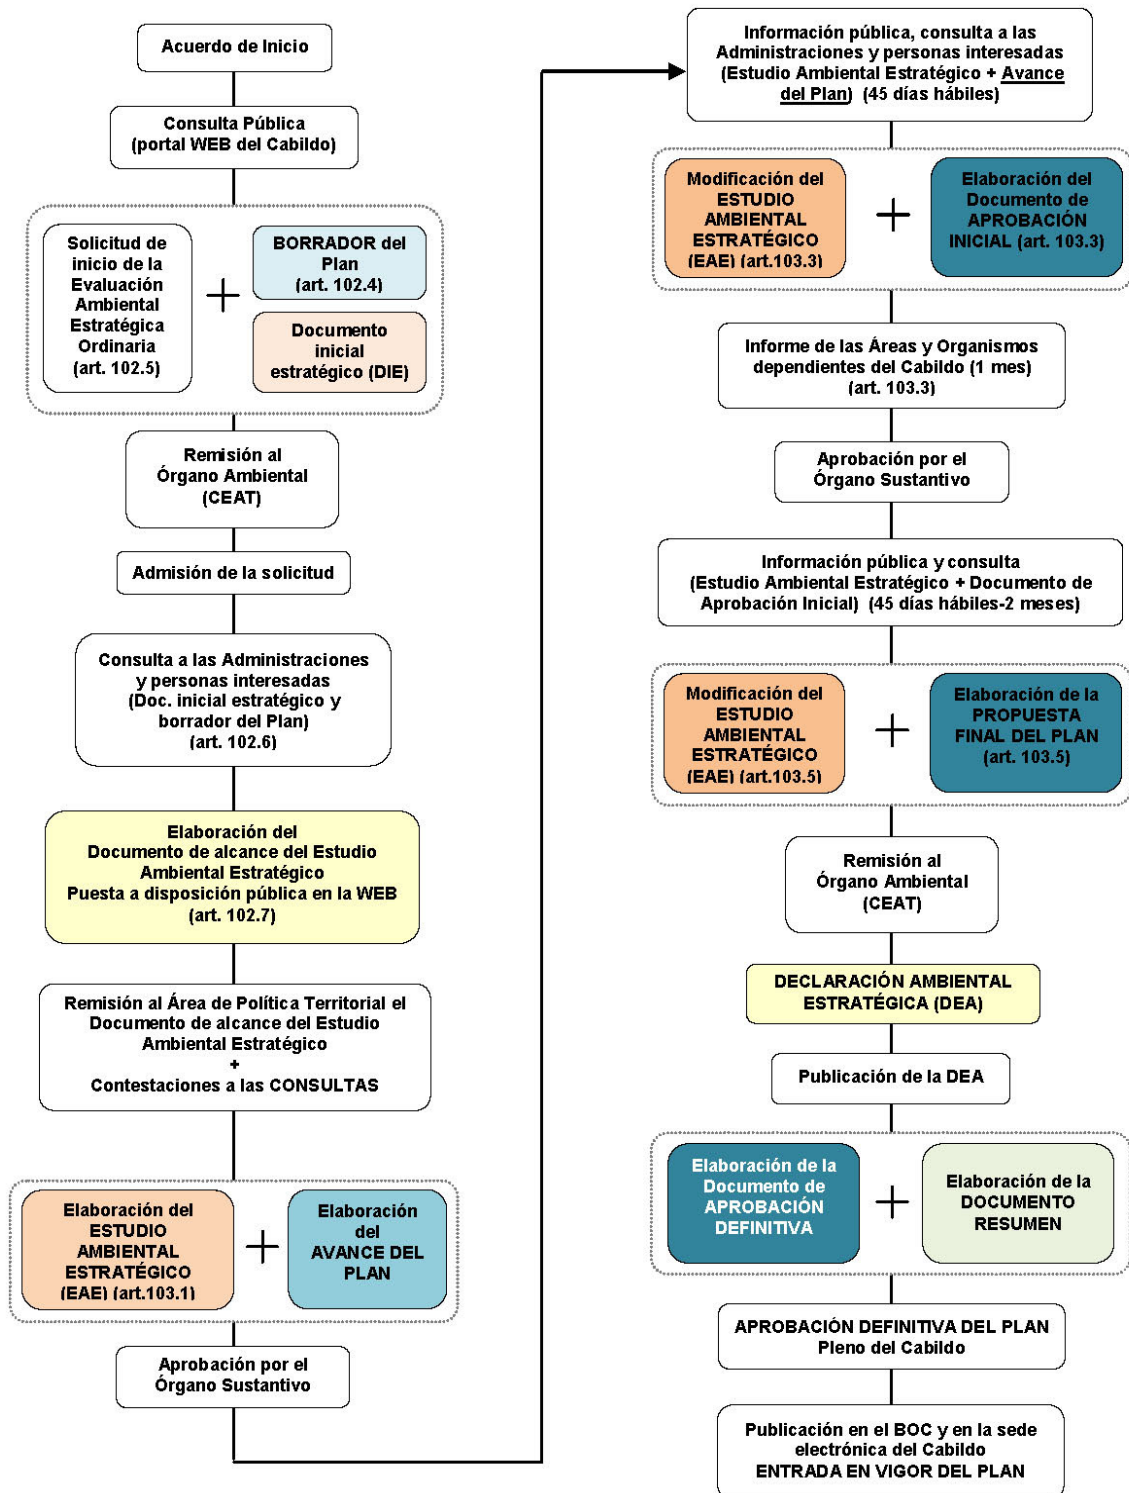 Acuerdo de Inicio
Consulta Pública
(portal WEB del Cabildo)
Solicitud de
inicio de la
Evaluación
Ambiental
Estratégica
Ordinaria
(art. 102.5)
+
BORRADOR del
Plan
(art. 102.4)
Documento
inicial
estratégico (DIE)
Remisión al
Órgano Ambiental
(CEAT)
Admisión de la solicitud
Consulta a las Administraciones
y personas interesadas
(Doc. inicial estratégico y
borrador del Plan)
(art. 102.6)
Elaboración del
Documento de alcance del Estudio
Ambiental Estratégico
Puesta a disposición pública en la WEB
(art. 102.7)
Remisión al Área de Política Territorial el
Documento de alcance del Estudio
Ambiental Estratégico
+
Contestaciones a las CONSULTAS
Elaboración del
ESTUDIO
AMBIENTAL
ESTRATÉGICO
(EAE) (art.103.1)
+
Elaboración
del
AVANCE DEL
PLAN
Aprobación por el
Órgano Sustantivo
Información pública, consulta a las
Administraciones y personas interesadas
(Estudio Ambiental Estratégico + Avance
del Plan) (45 días hábiles)
Modificación del
ESTUDIO
AMBIENTAL
ESTRATÉGICO
(EAE) (art.103.3)
+
Elaboración del
Documento de
APROBACIÓN
INICIAL (art. 103.3)
Informe de las Áreas y Organismos
dependientes del Cabildo (1 mes)
(art. 103.3)
Aprobación por el
Órgano Sustantivo
Información pública y consulta
(Estudio Ambiental Estratégico + Documento de
Aprobación Inicial) (45 días hábiles-2 meses)
Modificación del
ESTUDIO
AMBIENTAL
ESTRATÉGICO
(EAE) (art.103.5)
+
Elaboración de la
PROPUESTA
FINAL DEL PLAN
(art. 103.5)
Remisión al
Órgano Ambiental
(CEAT)
DECLARACIÓN AMBIENTAL
ESTRATÉGICA (DEA)
Publicación de la DEA
Elaboración de la
Documento de
APROBACIÓN
DEFINITIVA
+
Elaboración de la
DOCUMENTO
RESUMEN
APROBACIÓN DEFINITIVA DEL PLAN
Pleno del Cabildo
Publicación en el BOC y en la sede
electrónica del Cabildo
ENTRADA EN VIGOR DEL PLAN